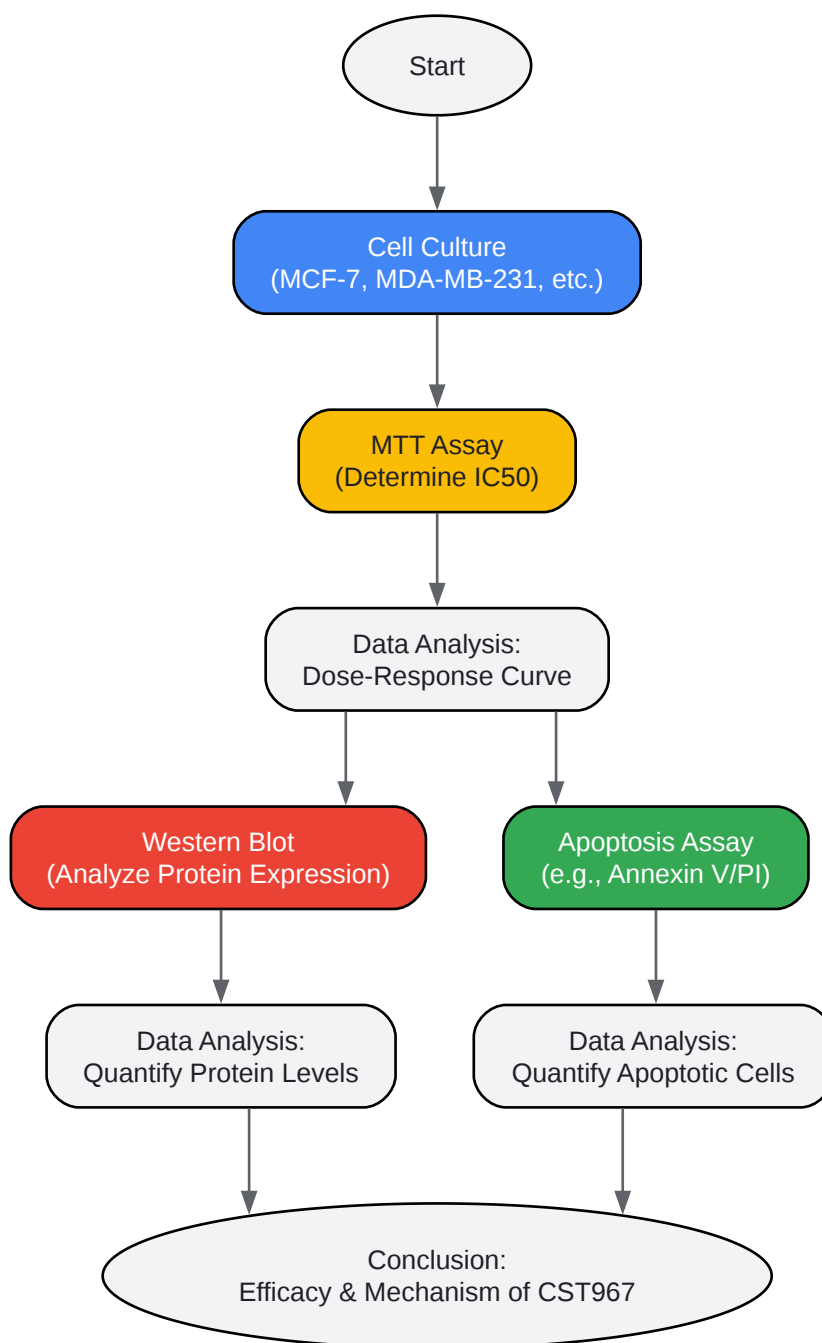 Start
Cell Culture
(MCF-7, MDA-MB-231, etc.)
MTT Assay
(Determine IC50)
Data Analysis:
Dose-Response Curve
Western Blot
(Analyze Protein Expression)
Apoptosis Assay
(e.g., Annexin V/PI)
Data Analysis:
Quantify Protein Levels
Data Analysis:
Quantify Apoptotic Cells
Conclusion:
Efficacy & Mechanism of CST967